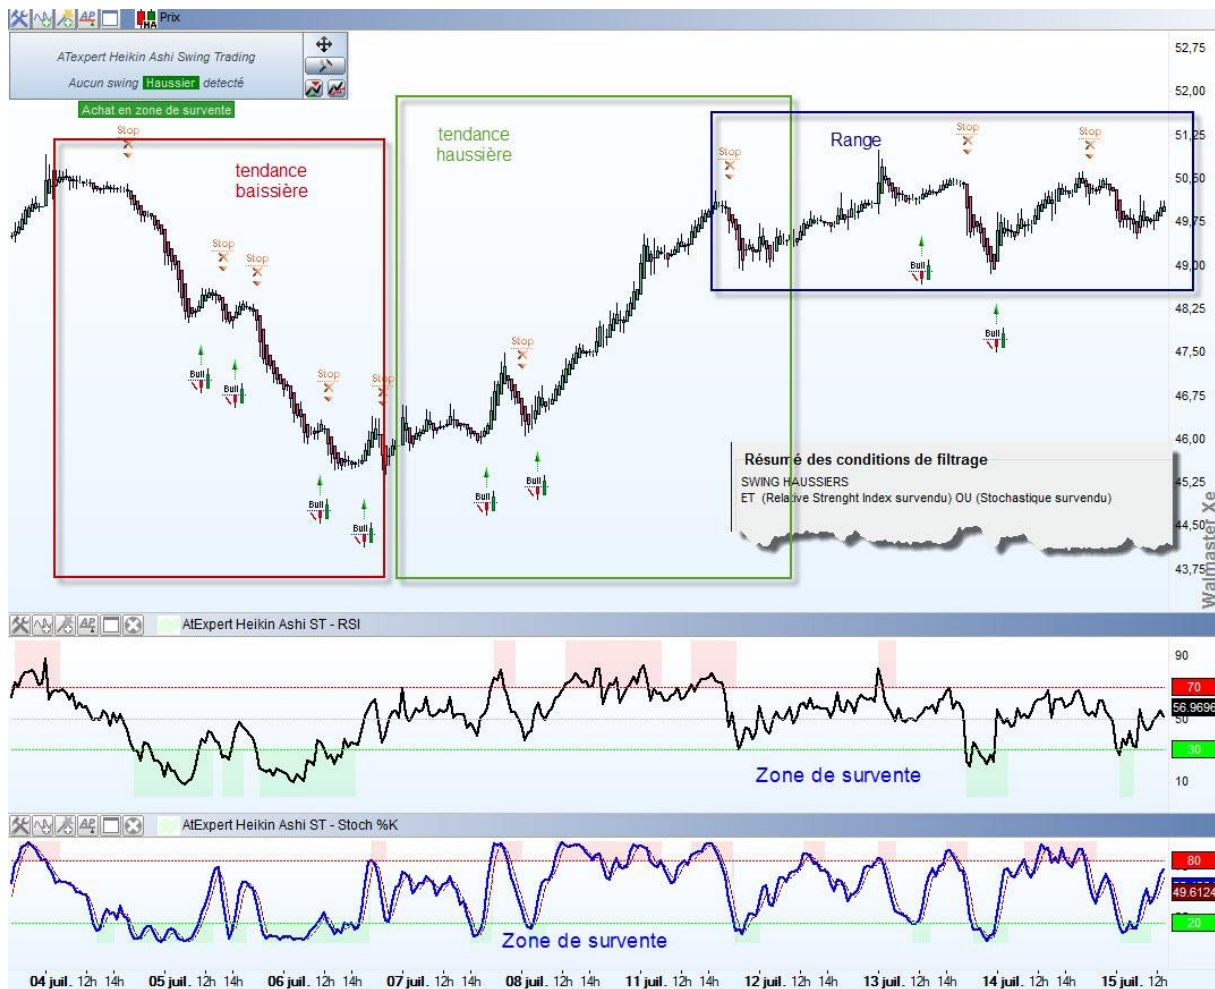 HA Prix
ATexpert Heikin Ashi Swing Trading
Aucun swing Haussier detecté
Achat en zone de survente
Stop
tendance
baissière
Stop
Stop
Stop
Stop
Bull
Bull
Bull
Bull
tendance
haussière
Stop
Bull
Bull
Range
Stop
Stop
Stop
Bull
Bull
Résumé des conditions de filtrage
SWING HAUSSIERS
ET (Relative Strenght Index survendu) OU (Stochastique survendu)
52,75
52,00
51,25
50,50
49,75
49,00
48,25
47,50
46,75
46,00
45,25
44,50
43,75
Walmaster Xe
AtExpert Heikin Ashi ST - RSI
90
70
56.9696
50
30
10
Zone de survente
AtExpert Heikin Ashi ST - Stoch %K
80
49.6124
20
Zone de survente
04 juil. 12h 14h 05 juil. 12h 14h 06 juil. 12h 14h 07 juil. 12h 14h 08 juil. 12h 14h 11 juil. 12h 14h 12 juil. 12h 14h 13 juil. 12h 14h 14 juil. 12h 14h 15 juil. 12h